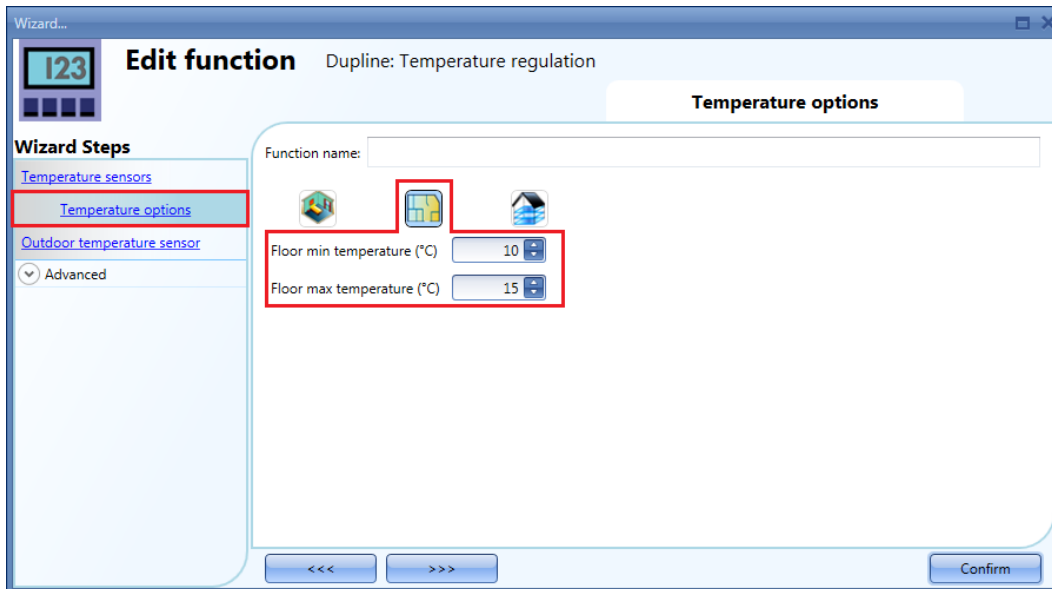 Wizard...
123
Edit function
Dupline: Temperature regulation
Temperature options
Wizard Steps
Temperature sensors
Temperature options
Outdoor temperature sensor
Advanced
Function name:
Floor min temperature (°C) 10
Floor max temperature (°C) 15
<<< >>> Confirm